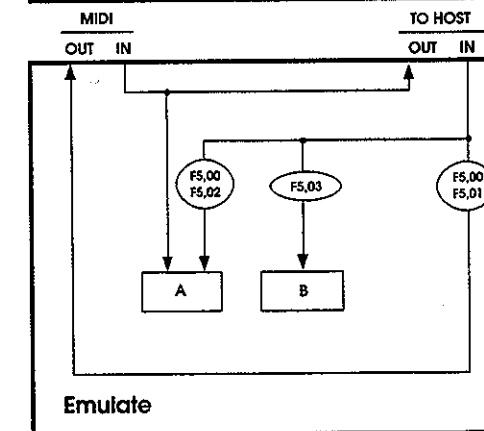 MIDI TO HOST
OUT IN OUT IN
F5,00
F5,02
F5,03
F5,00
F5,01
A B
Emulate